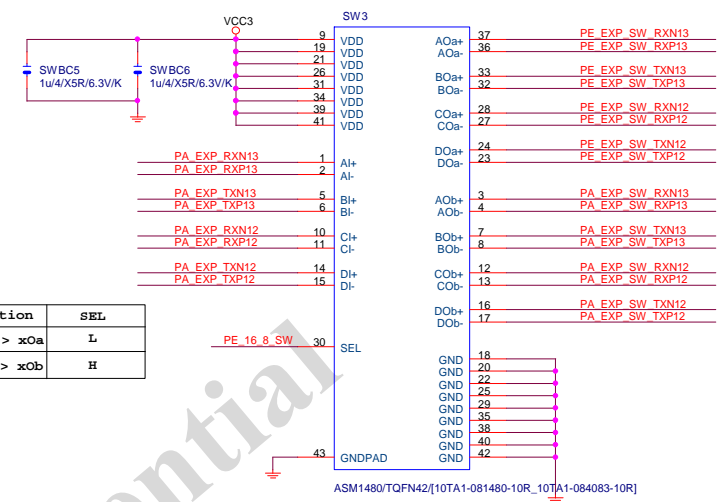 SW3
VCC3
9 VDD
19 VDD
21 VDD
26 VDD
31 VDD
34 VDD
39 VDD
41 VDD
SWBC5
1u/4/X5R/6.3V/K
SWBC6
1u/4/X5R/6.3V/K
AOa+ 37 PE_EXP_SW_RXN13
AOa- 36 PE_EXP_SW_RXP13
BOa+ 33 PE_EXP_SW_TXN13
BOa- 32 PE_EXP_SW_TXP13
COa+ 28 PE_EXP_SW_RXN12
COa- 27 PE_EXP_SW_RXP12
DOa+ 24 PE_EXP_SW_TXN12
DOa- 23 PE_EXP_SW_TXP12
PA_EXP_RXN13 1 AI+
PA_EXP_RXP13 2 AI-
PA_EXP_TXN13 5 BI+
PA_EXP_TXP13 6 BI-
PA_EXP_RXN12 10 CI+
PA_EXP_RXP12 11 CI-
PA_EXP_TXN12 14 DI+
PA_EXP_TXP12 15 DI-
AOb+ 3 PA_EXP_SW_RXN13
AOb- 4 PA_EXP_SW_RXP13
BOb+ 7 PA_EXP_SW_TXN13
BOb- 8 PA_EXP_SW_TXP13
COb+ 12 PA_EXP_SW_RXN12
COb- 13 PA_EXP_SW_RXP12
DOb+ 16 PA_EXP_SW_TXN12
DOb- 17 PA_EXP_SW_TXP12
tion SEL
> xOa L
> xOb H
PE_16_8_SW 30 SEL
GND 18
GND 20
GND 22
GND 25
GND 29
GND 35
GND 38
GND 40
GND 42
43 GNDPAD
ASM1480/TQFN42/[10TA1-081480-10R_10TA1-084083-10R]
ential